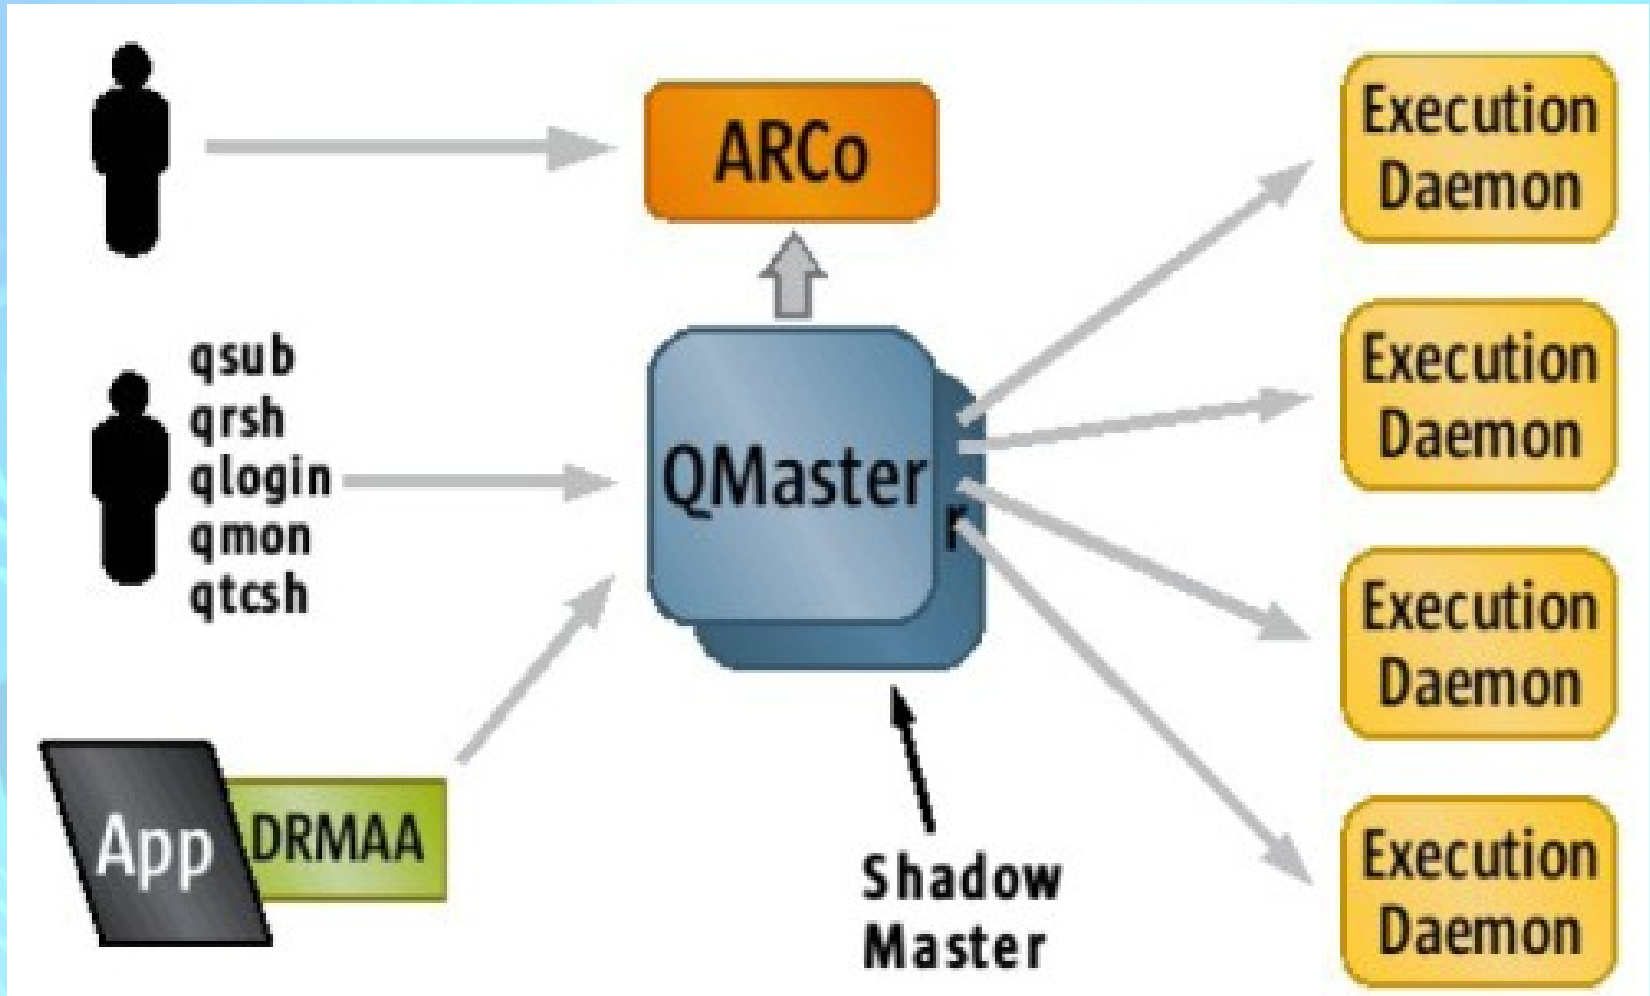 ARCo
qsub
qrsh
qlogin
qmon
qtcsh
App
DRMAA
QMaster
r
Shadow
Master
Execution
Daemon
Execution
Daemon
Execution
Daemon
Execution
Daemon